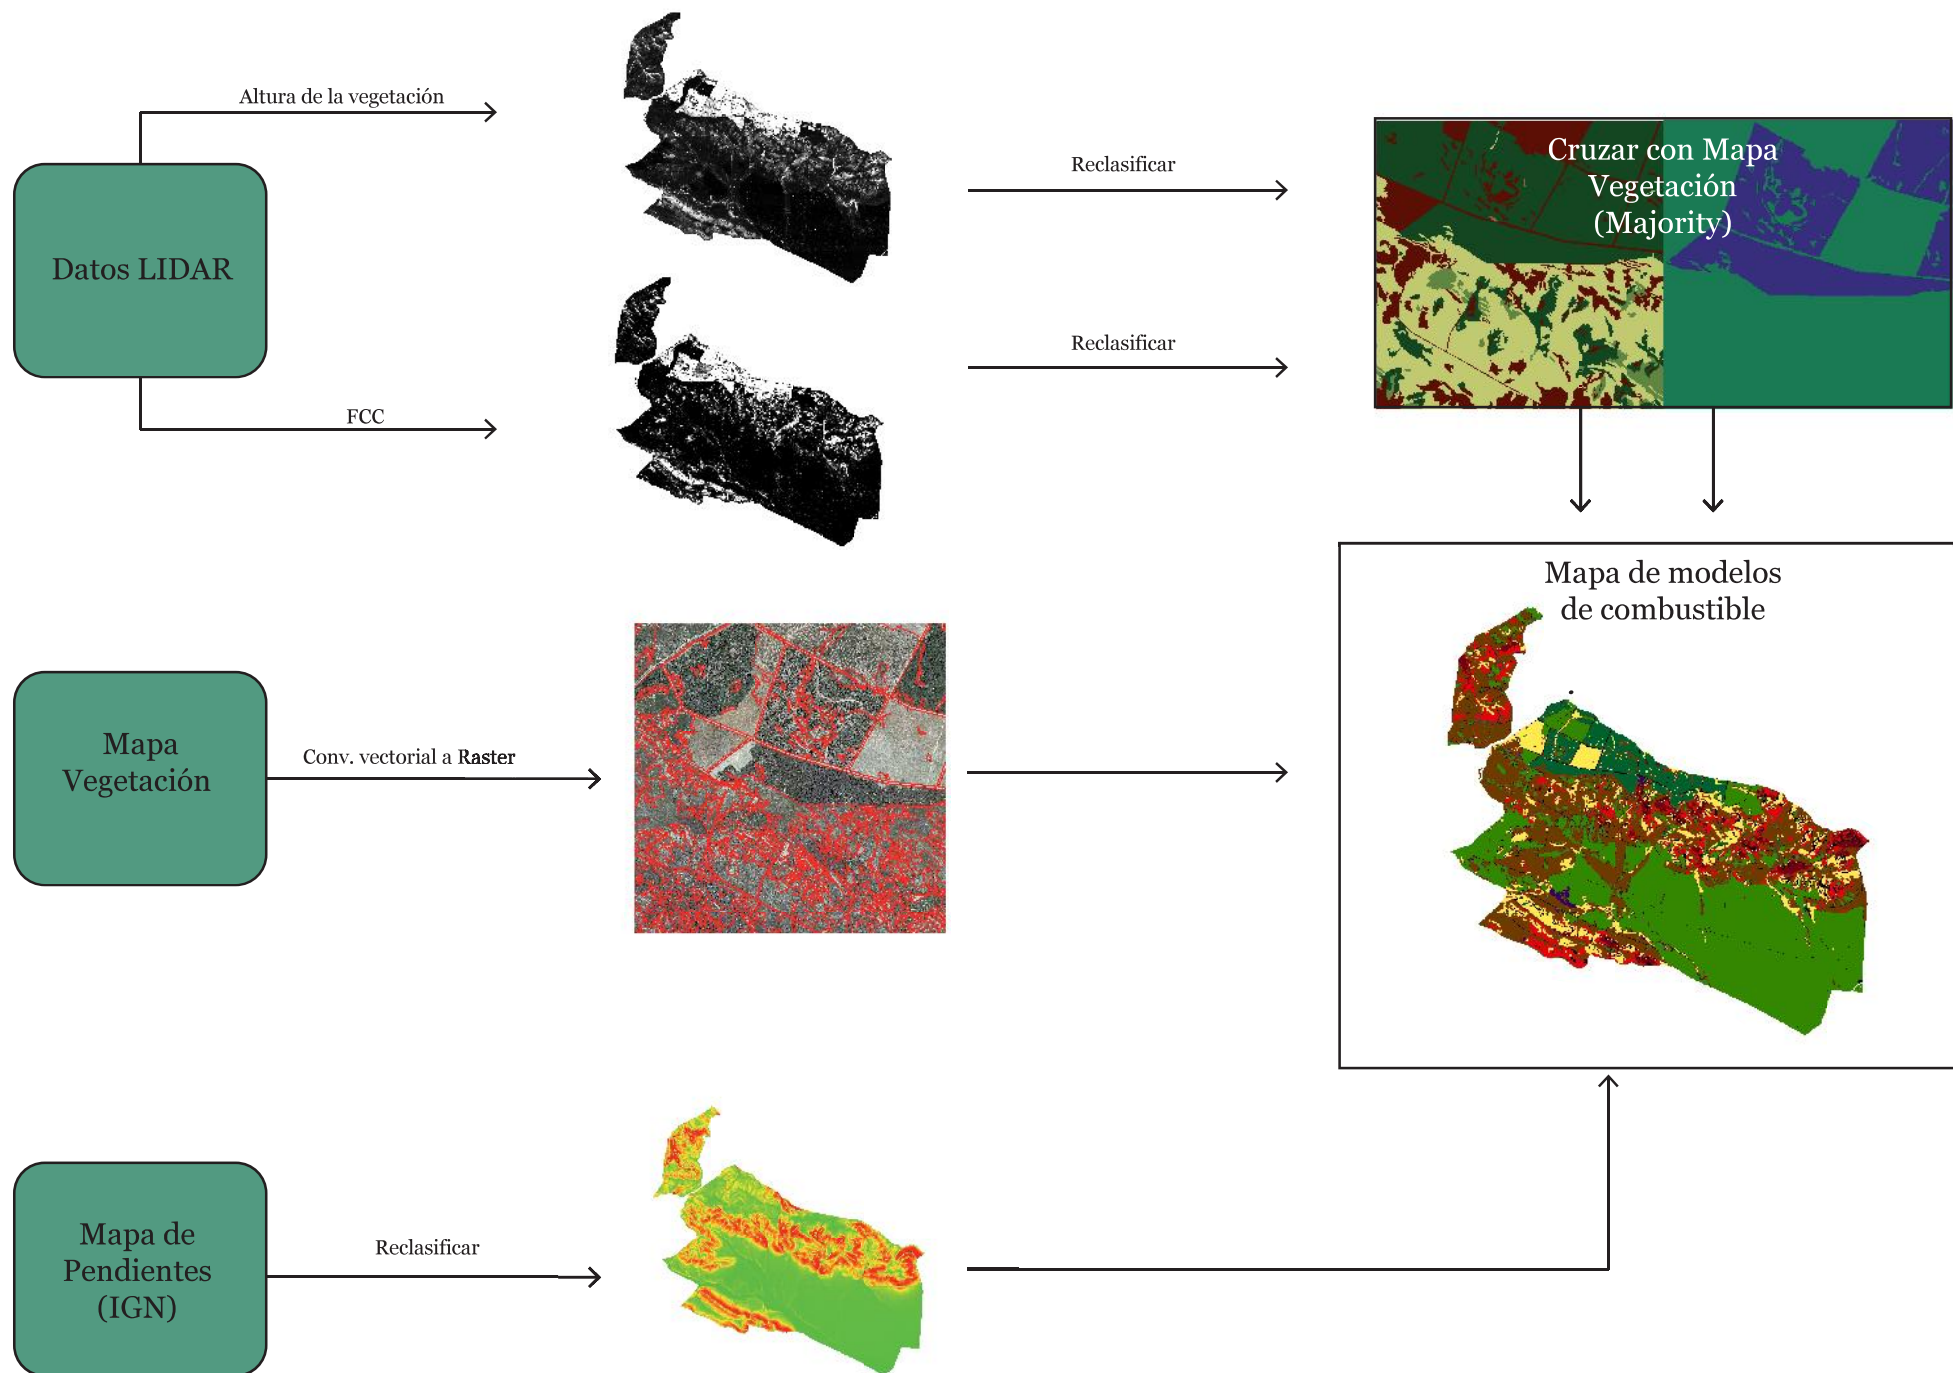 Altura de la vegetación
Datos LIDAR
FCC
Reclasificar
Reclasificar
Cruzar con Mapa
Vegetación
(Majority)
Mapa
Vegetación
Conv. vectorial a Raster
Mapa de modelos
de combustible
Mapa de
Pendientes
(IGN)
Reclasificar